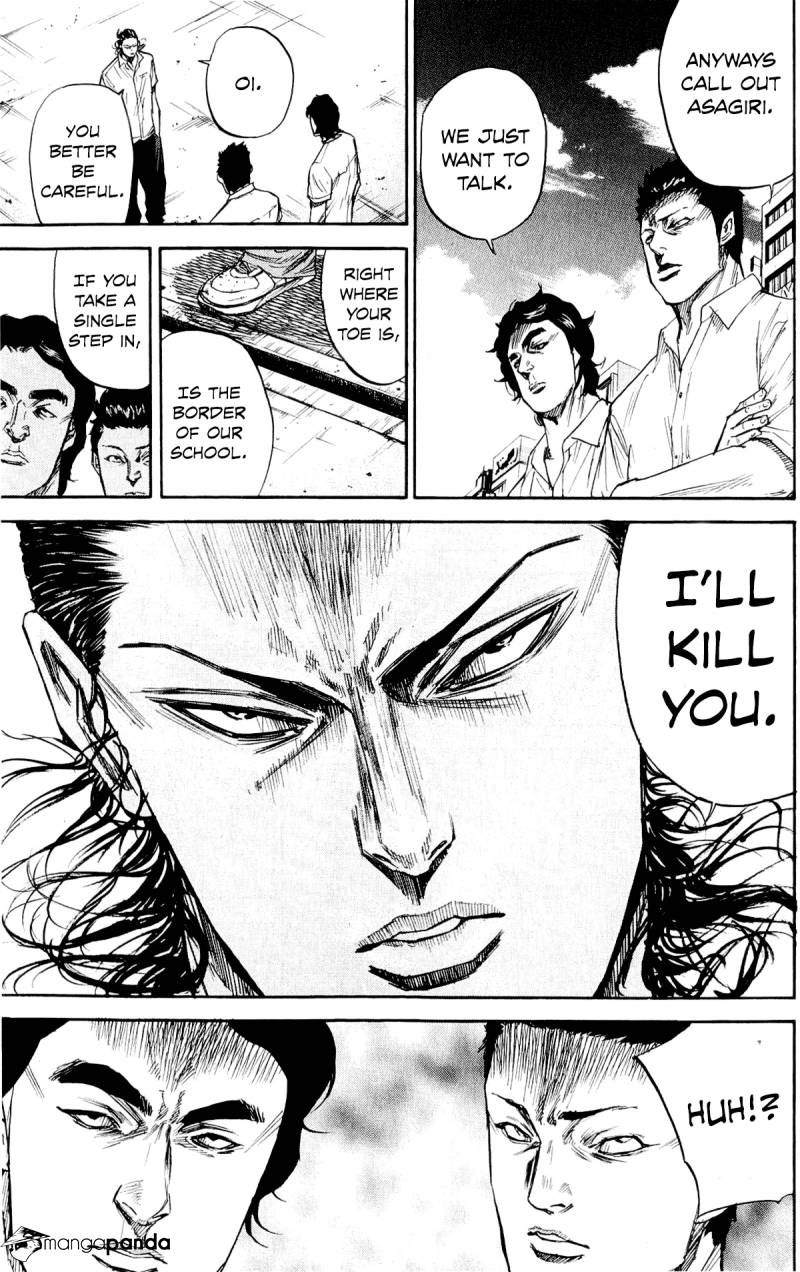 ANYWAYS
CALL OUT
ASAGIRI.
WE JUST
WANT TO
TALK.
OI.
YOU
BETTER
BE
CAREFUL.
RIGHT
WHERE
YOUR
TOE IS,
IS THE
BORDER
OF OUR
SCHOOL.
IF YOU
TAKE A
SINGLE
STEP IN,
I'LL
KILL
YOU.
HUH!?
mangapanda